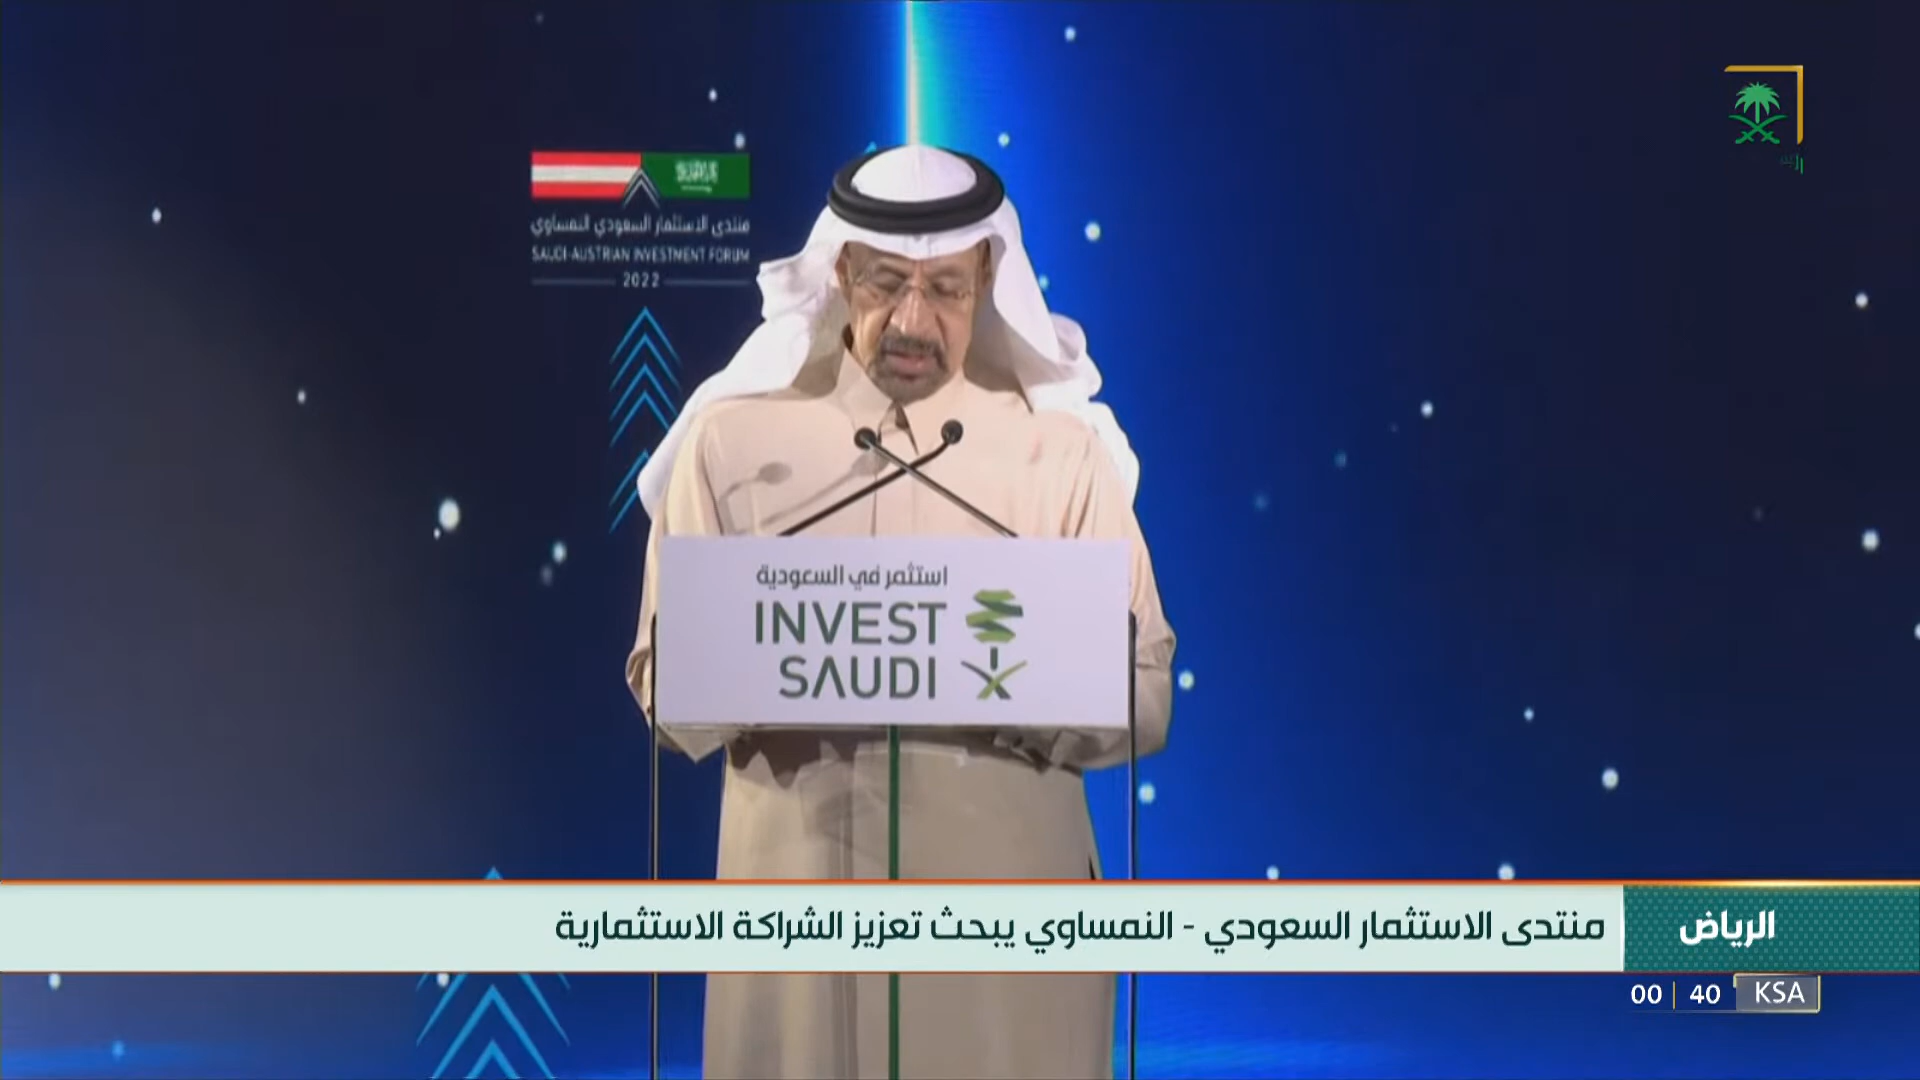 منتدى الاستثمار السعودي النمساوي
SAUDI-AUSTRIAN INVESTMENT FORUM
2022
استثمر في السعودية
INVEST
SAUDI
الرياض
منتدى الاستثمار السعودي - النمساوي يبحث تعزيز الشراكة الاستثمارية
00 | 40 KSA